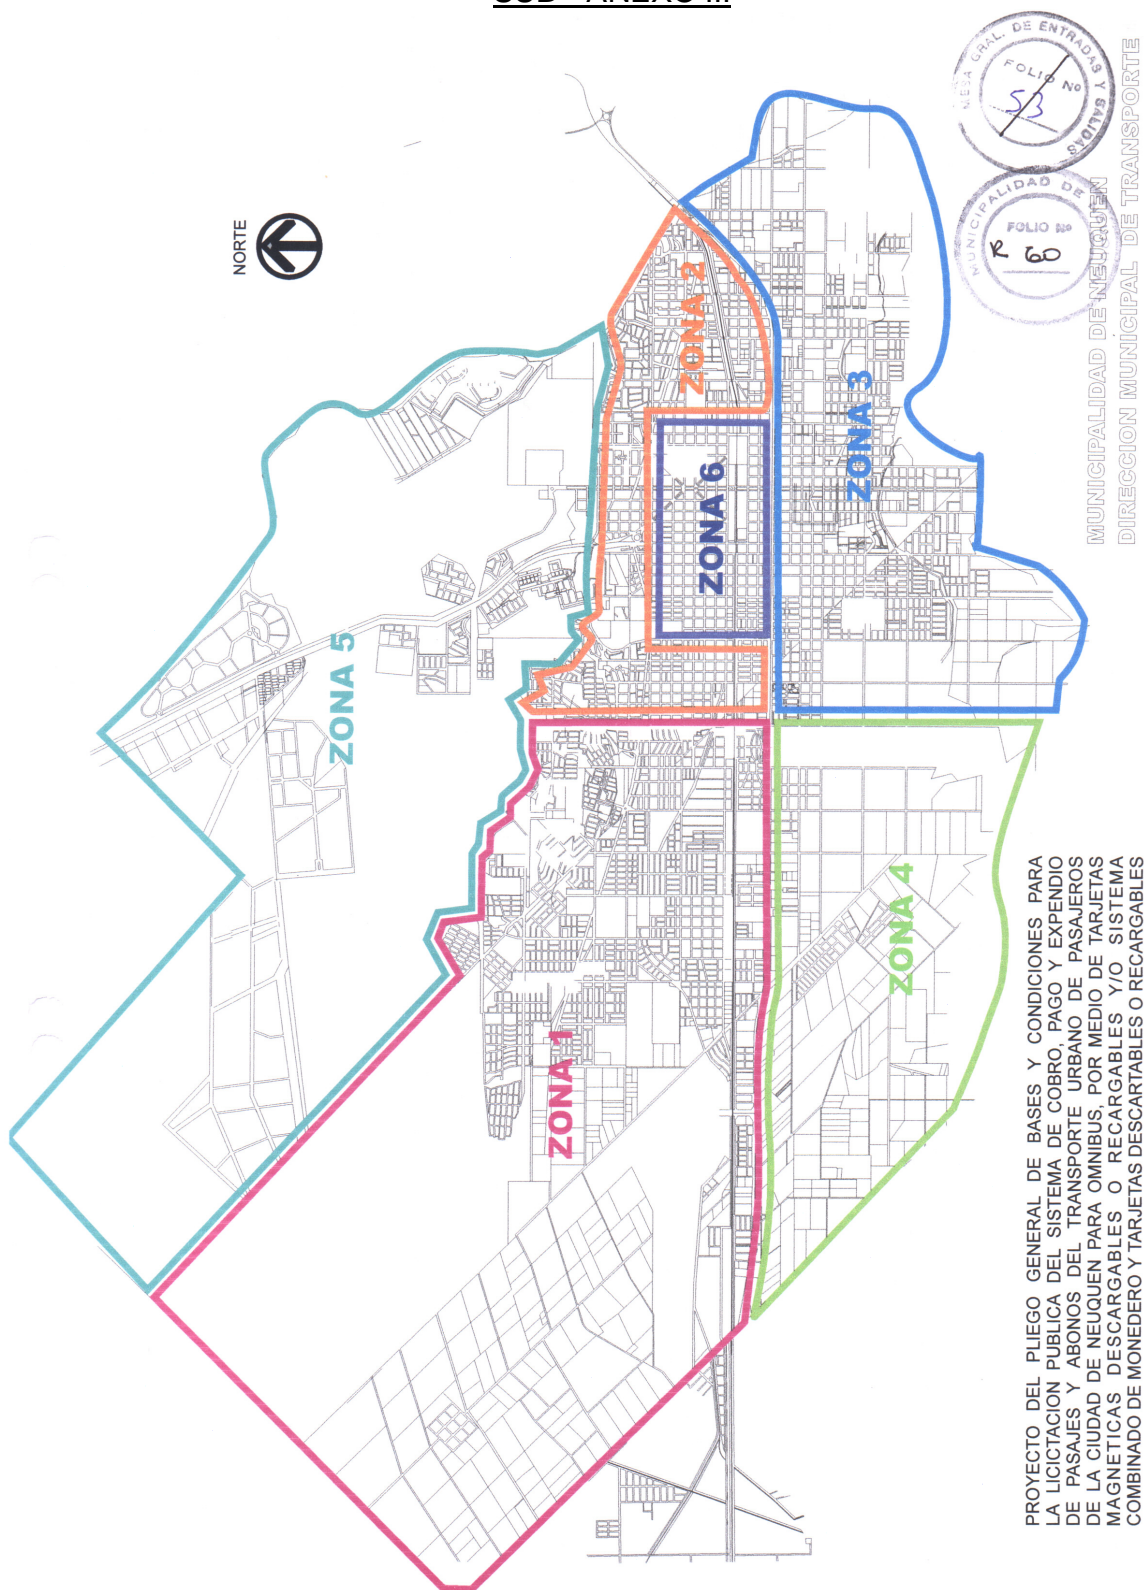 SUB - ANEXO III
NORTE
ZONA 5
ZONA 2
ZONA 6
ZONA 3
ZONA 1
ZONA 4
MESA GRAL. DE ENTRADAS Y SALIDAS
FOLIO Nº
53
MUNICIPALIDAD DE
FOLIO Nº
R 60
MUNICIPALIDAD DE NEUQUEN
DIRECCION MUNICIPAL DE TRANSPORTE
PROYECTO DEL PLIEGO GENERAL DE BASES Y CONDICIONES PARA
LA LICICTACION PUBLICA DEL SISTEMA DE COBRO, PAGO Y EXPENDIO
DE PASAJES Y ABONOS DEL TRANSPORTE URBANO DE PASAJEROS
DE LA CIUDAD DE NEUQUEN PARA OMNIBUS, POR MEDIO DE TARJETAS
MAGNETICAS DESCARGABLES O RECARGABLES Y/O SISTEMA
COMBINADO DE MONEDERO Y TARJETAS DESCARTABLES O RECARGABLES